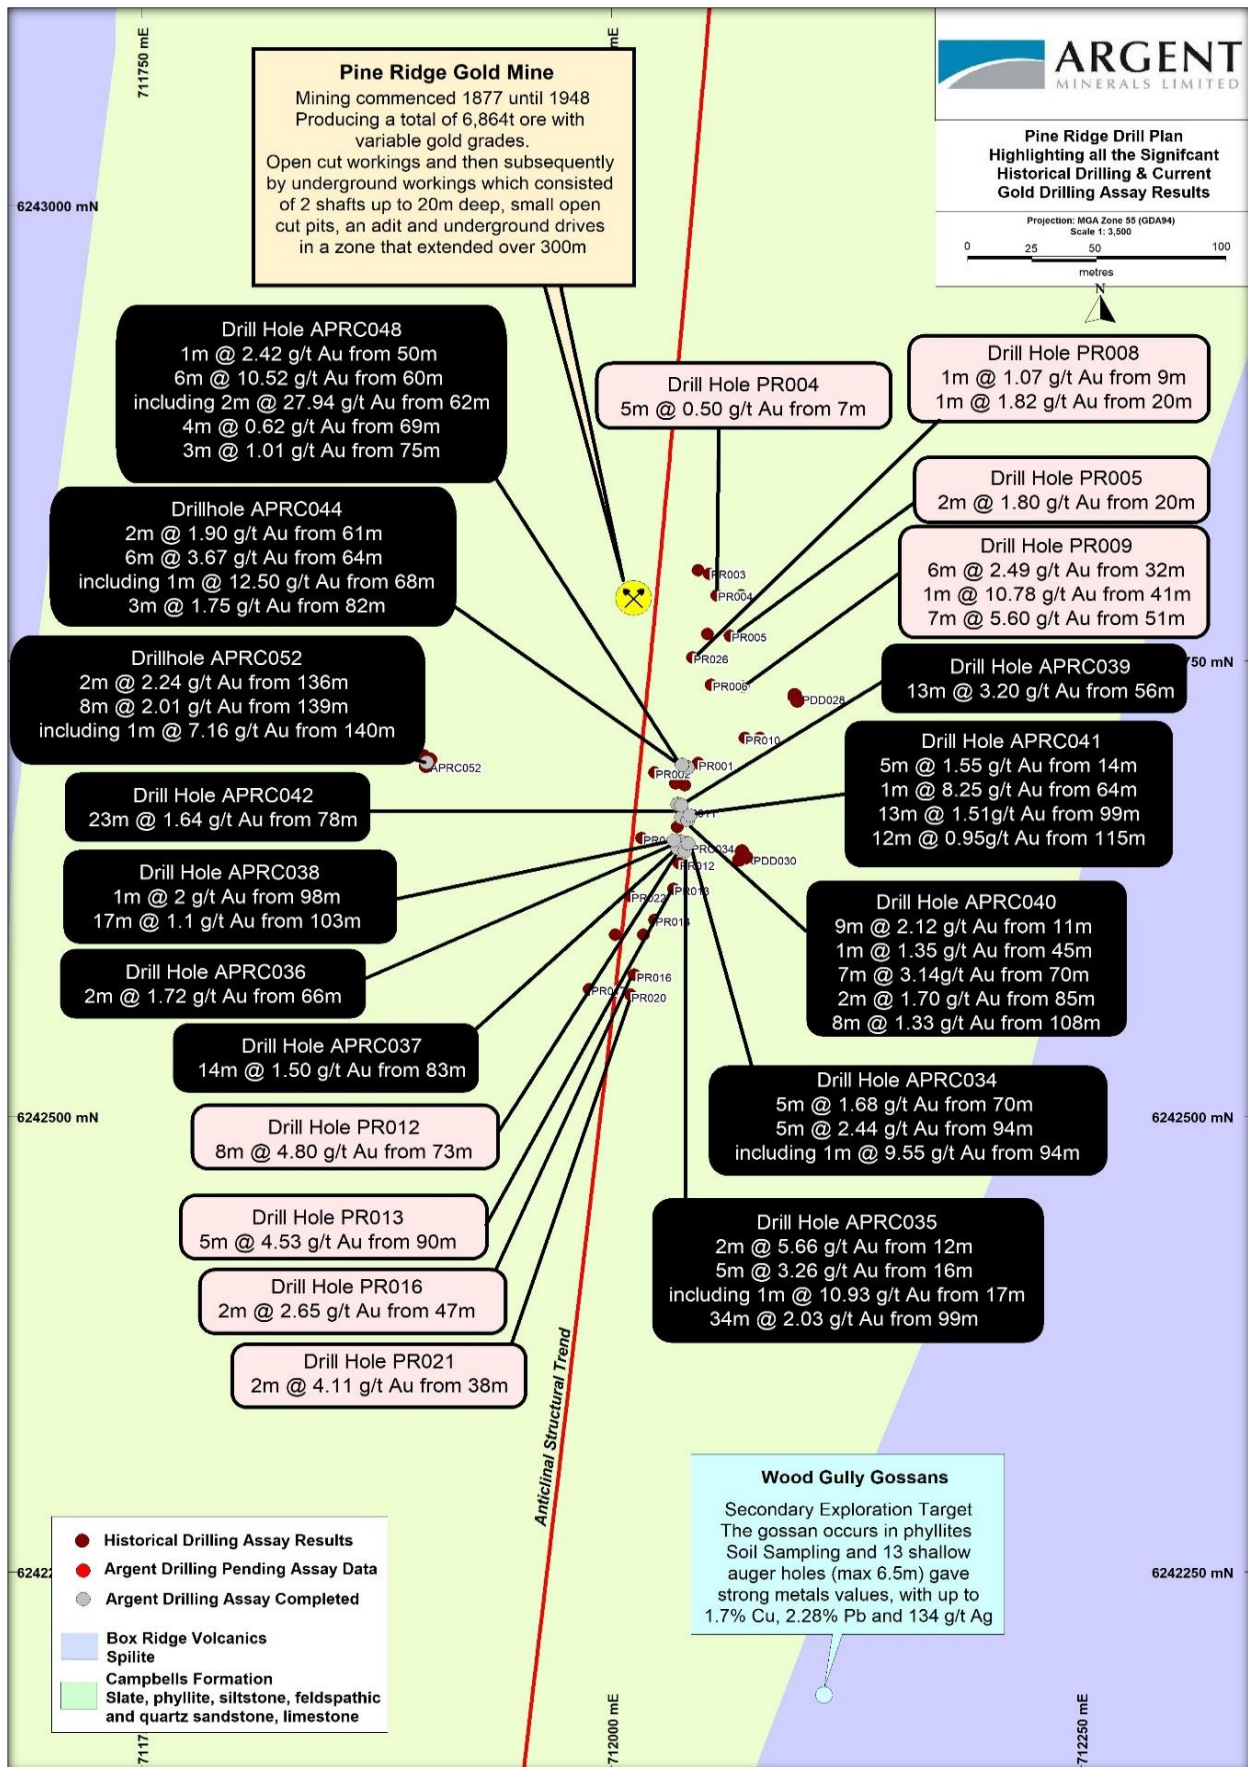 711750 mE
mE
ARGENT
MINERALS LIMITED
Pine Ridge Drill Plan
Highlighting all the Signifcant
Historical Drilling & Current
Gold Drilling Assay Results
Projection: MGA Zone 55 (GDA94)
Scale 1: 3,500
0 25 50 100
metres
N
Pine Ridge Gold Mine
Mining commenced 1877 until 1948
Producing a total of 6,864t ore with
variable gold grades.
Open cut workings and then subsequently
by underground workings which consisted
of 2 shafts up to 20m deep, small open
cut pits, an adit and underground drives
in a zone that extended over 300m
6243000 mN
Drill Hole APRC048
1m @ 2.42 g/t Au from 50m
6m @ 10.52 g/t Au from 60m
including 2m @ 27.94 g/t Au from 62m
4m @ 0.62 g/t Au from 69m
3m @ 1.01 g/t Au from 75m
Drill Hole PR004
5m @ 0.50 g/t Au from 7m
Drill Hole PR008
1m @ 1.07 g/t Au from 9m
1m @ 1.82 g/t Au from 20m
Drill Hole PR005
2m @ 1.80 g/t Au from 20m
Drillhole APRC044
2m @ 1.90 g/t Au from 61m
6m @ 3.67 g/t Au from 64m
including 1m @ 12.50 g/t Au from 68m
3m @ 1.75 g/t Au from 82m
Drill Hole PR009
6m @ 2.49 g/t Au from 32m
1m @ 10.78 g/t Au from 41m
7m @ 5.60 g/t Au from 51m
Drillhole APRC052
2m @ 2.24 g/t Au from 136m
8m @ 2.01 g/t Au from 139m
including 1m @ 7.16 g/t Au from 140m
Drill Hole APRC039
13m @ 3.20 g/t Au from 56m
750 mN
PR003
PR004
PR005
PR026
PR006
PDD028
PR010
PR001
PR002
APRC052
PRC034
PDD030
PR012
PR013
PR022
PR014
PR016
PR017
PR020
Drill Hole APRC041
5m @ 1.55 g/t Au from 14m
1m @ 8.25 g/t Au from 64m
13m @ 1.51g/t Au from 99m
12m @ 0.95g/t Au from 115m
Drill Hole APRC042
23m @ 1.64 g/t Au from 78m
Drill Hole APRC038
1m @ 2 g/t Au from 98m
17m @ 1.1 g/t Au from 103m
Drill Hole APRC040
9m @ 2.12 g/t Au from 11m
1m @ 1.35 g/t Au from 45m
7m @ 3.14g/t Au from 70m
2m @ 1.70 g/t Au from 85m
8m @ 1.33 g/t Au from 108m
Drill Hole APRC036
2m @ 1.72 g/t Au from 66m
Drill Hole APRC037
14m @ 1.50 g/t Au from 83m
Drill Hole APRC034
5m @ 1.68 g/t Au from 70m
5m @ 2.44 g/t Au from 94m
including 1m @ 9.55 g/t Au from 94m
6242500 mN
6242500 mN
Drill Hole PR012
8m @ 4.80 g/t Au from 73m
Drill Hole PR013
5m @ 4.53 g/t Au from 90m
Drill Hole APRC035
2m @ 5.66 g/t Au from 12m
5m @ 3.26 g/t Au from 16m
including 1m @ 10.93 g/t Au from 17m
34m @ 2.03 g/t Au from 99m
Drill Hole PR016
2m @ 2.65 g/t Au from 47m
Drill Hole PR021
2m @ 4.11 g/t Au from 38m
Anticlinal Structural Trend
Wood Gully Gossans
Secondary Exploration Target
The gossan occurs in phyllites
Soil Sampling and 13 shallow
auger holes (max 6.5m) gave
strong metals values, with up to
1.7% Cu, 2.28% Pb and 134 g/t Ag
6242250 mN
Historical Drilling Assay Results
Argent Drilling Pending Assay Data
Argent Drilling Assay Completed
Box Ridge Volcanics
Spilite
Campbells Formation
Slate, phyllite, siltstone, feldspathic
and quartz sandstone, limestone
712000 mE
712250 mE